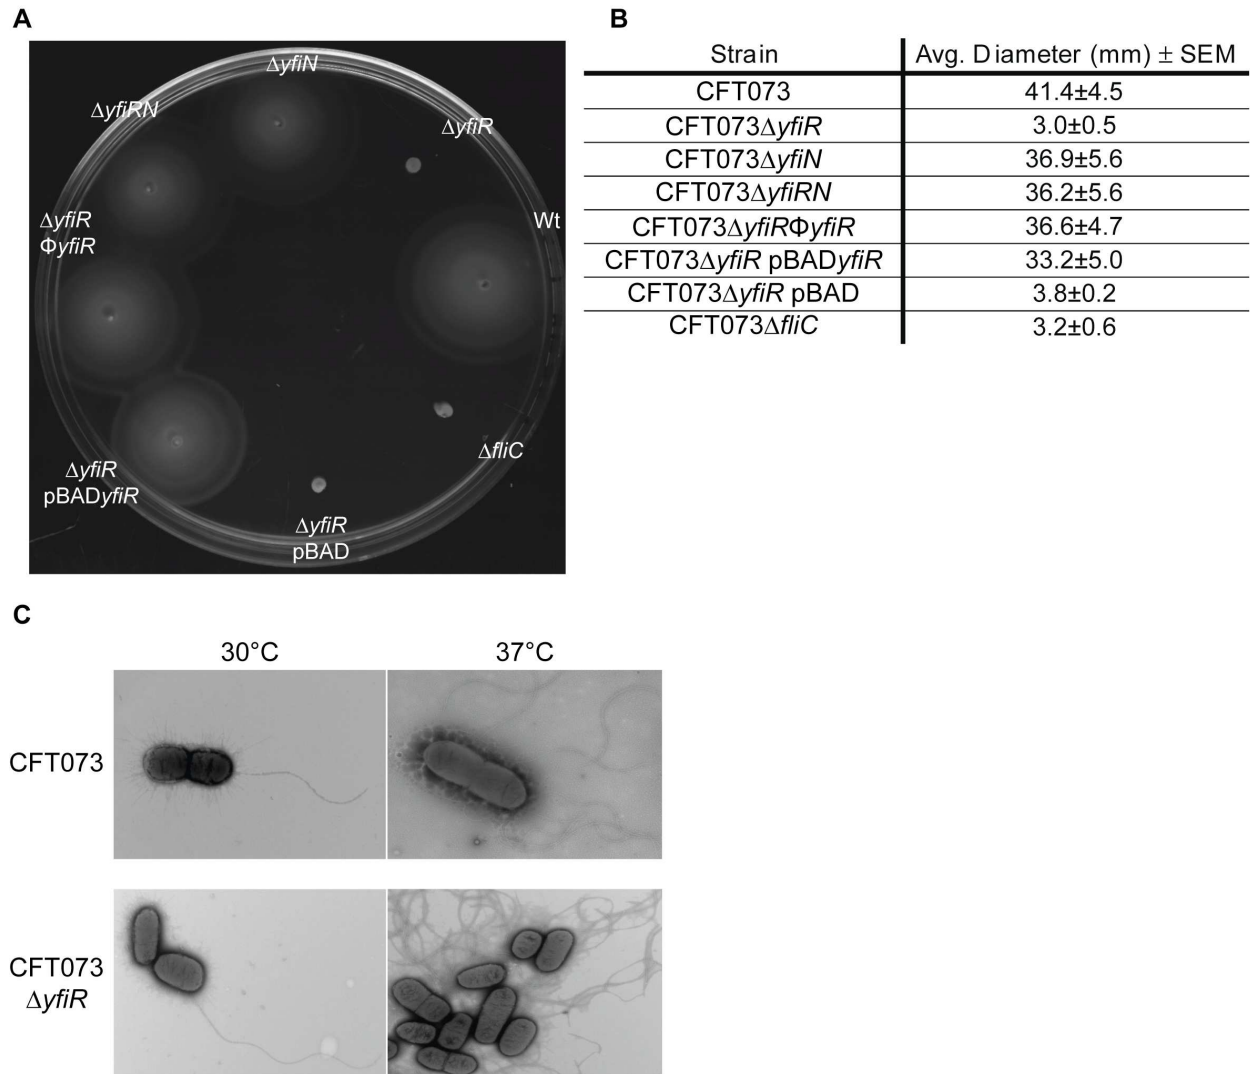 A
ΔyfiN
ΔyfiRN
ΔyfiR
ΔyfiR
ΦyfiR
Wt
ΔfliC
ΔyfiR
pBADyfiR
ΔyfiR
pBAD
B
Strain Avg. Diameter (mm) ± SEM
CFT073 41.4±4.5
CFT073ΔyfiR 3.0±0.5
CFT073ΔyfiN 36.9±5.6
CFT073ΔyfiRN 36.2±5.6
CFT073ΔyfiRΦyfiR 36.6±4.7
CFT073ΔyfiR pBADyfiR 33.2±5.0
CFT073ΔyfiR pBAD 3.8±0.2
CFT073ΔfliC 3.2±0.6
C
30°C 37°C
CFT073
CFT073
ΔyfiR